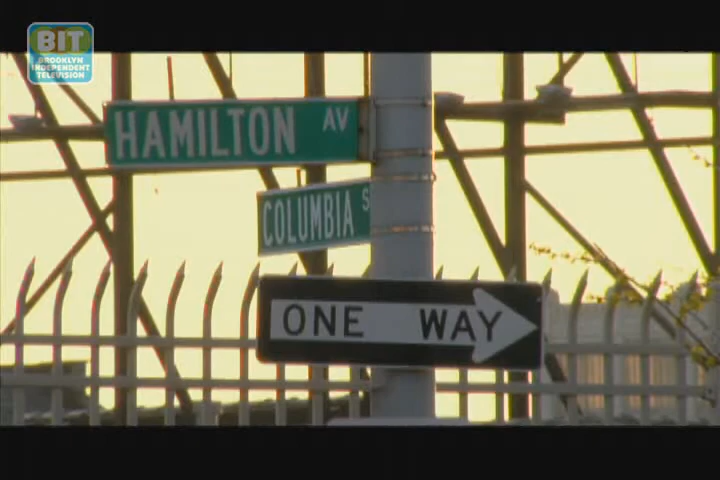 BIT
BROOKLYN
INDEPENDENT
TELEVISION
HAMILTON AV
COLUMBIA S
ONE WAY